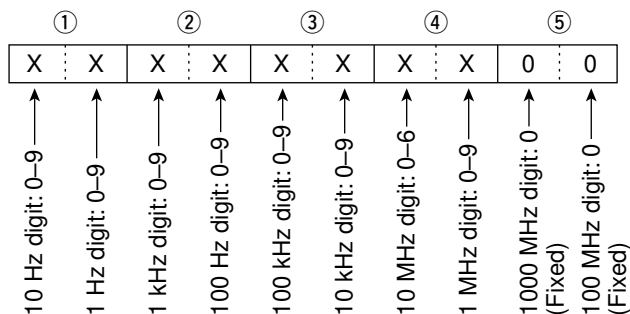 ① ② ③ ④ ⑤
X X X X X X X X 0 0
10 Hz digit: 0–9
1 Hz digit: 0–9
1 kHz digit: 0–9
100 Hz digit: 0–9
100 kHz digit: 0–9
10 kHz digit: 0–9
10 MHz digit: 0–6
1 MHz digit: 0–9
1000 MHz digit: 0
(Fixed)
100 MHz digit: 0
(Fixed)